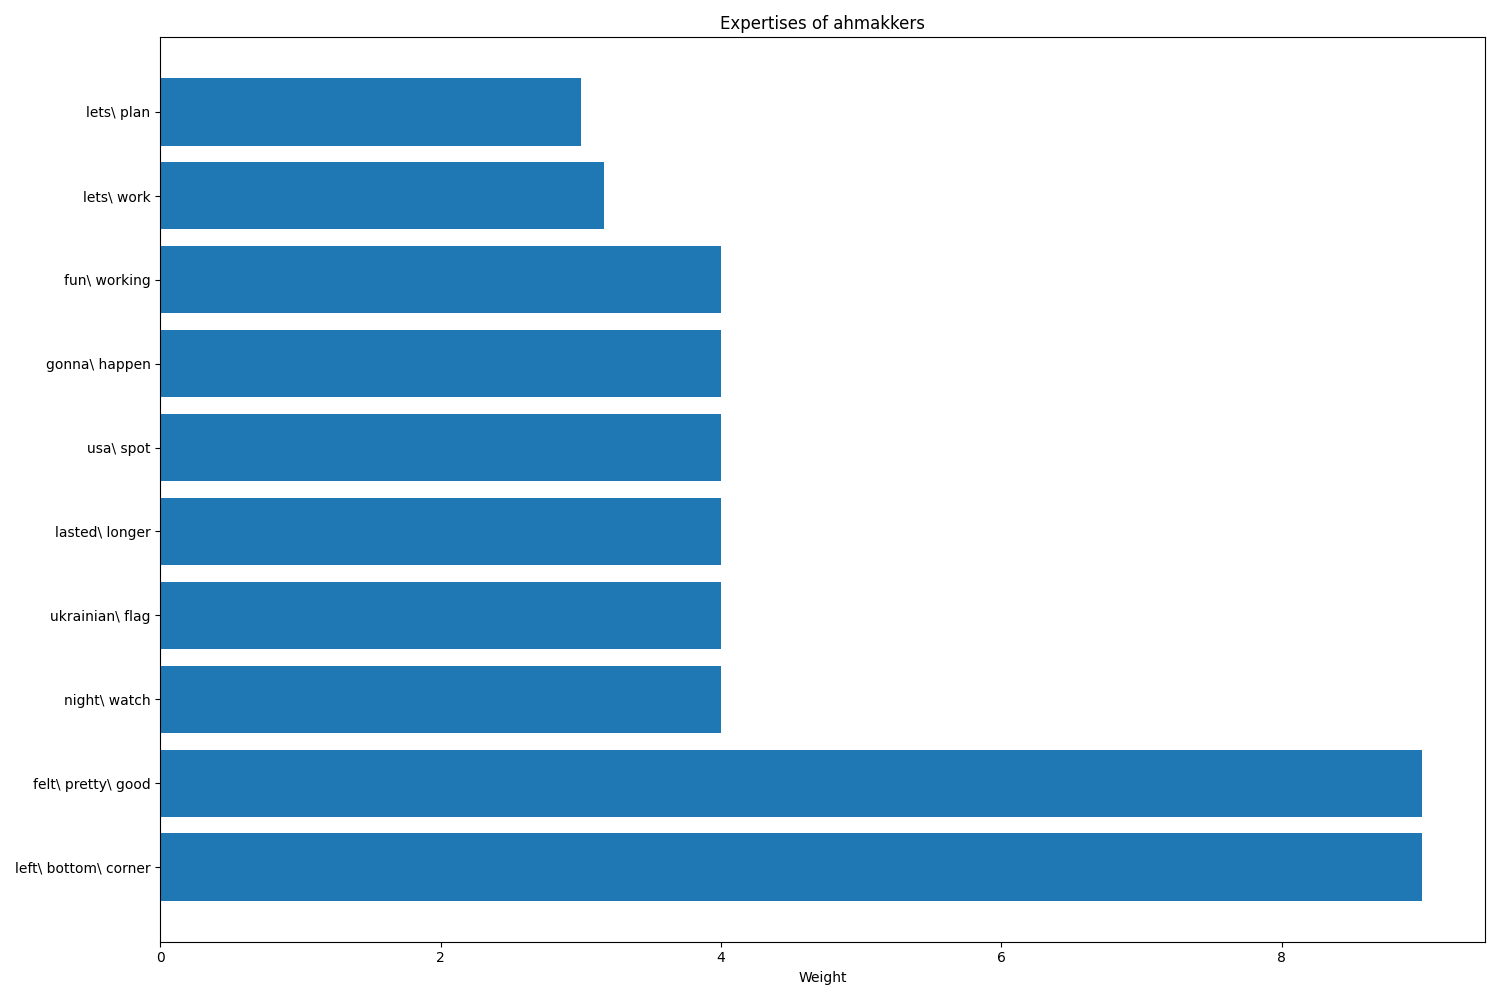 Expertises of ahmakkers
lets\ plan
lets\ work
fun\ working
gonna\ happen
usa\ spot
lasted\ longer
ukrainian\ flag
night\ watch
felt\ pretty\ good
left\ bottom\ corner
0 2 4 6 8
Weight